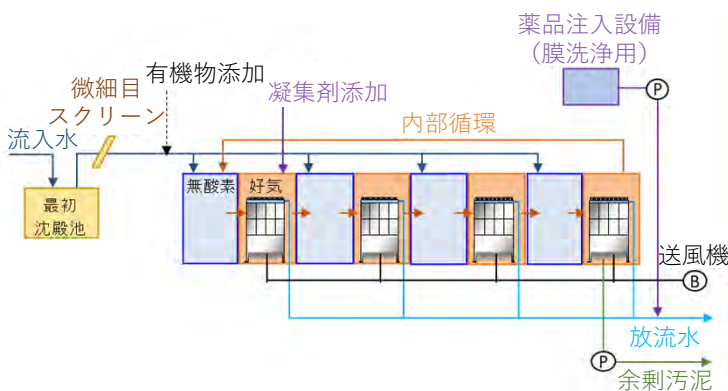 薬品注入設備
（膜洗浄用）
P
有機物添加
微細目
スクリーン
凝集剤添加
内部循環
流入水
無酸素
好気
最初
沈殿池
送風機
B
放流水
P
余剰汚泥